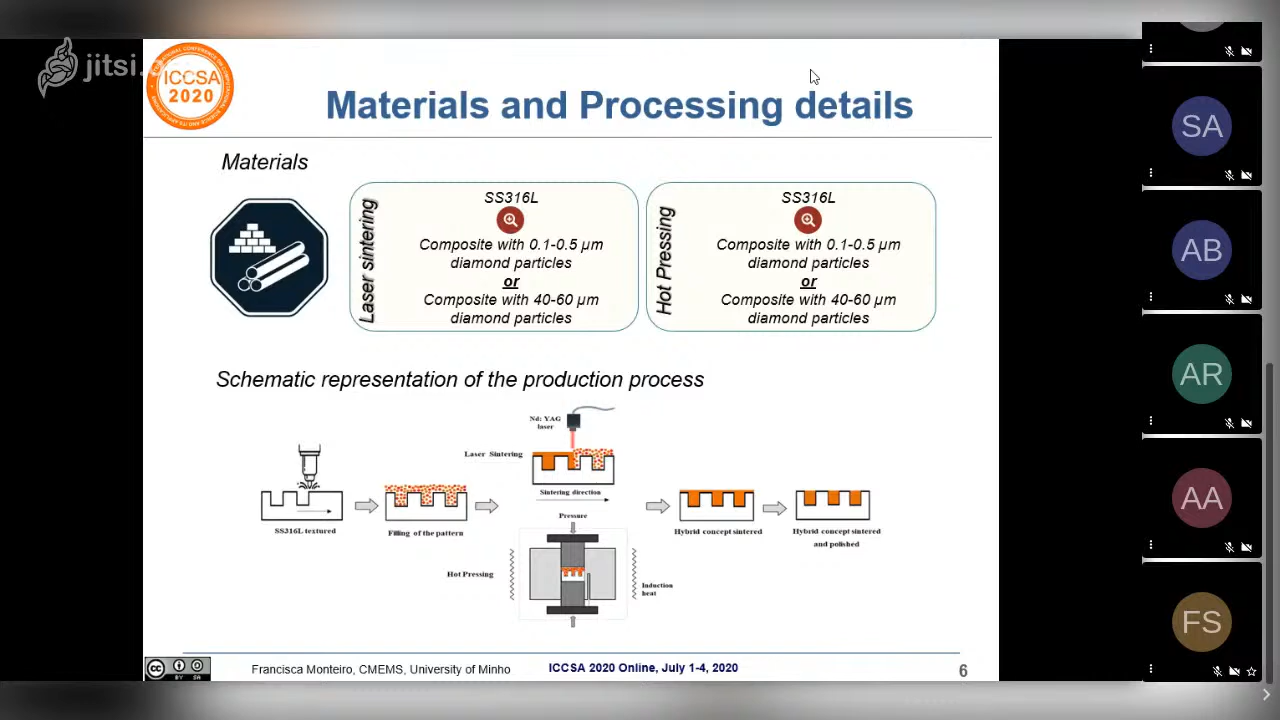 jitsi.
ICCSA
2020
Materials and Processing details
Materials
Laser sintering
SS316L
Composite with 0.1-0.5 µm
diamond particles
or
Composite with 40-60 µm
diamond particles
Hot Pressing
SS316L
Composite with 0.1-0.5 µm
diamond particles
or
Composite with 40-60 µm
diamond particles
Schematic representation of the production process
Nd: YAG
laser
Laser Sintering
Sintering direction
SS316L textured
Filling of the pattern
Pressure
Hot Pressing
Induction
heat
Hybrid concept sintered
Hybrid concept sintered
and polished
cc
BY SA
Francisca Monteiro, CMEMS, University of Minho
ICCSA 2020 Online, July 1-4, 2020
6
SA
AB
AR
AA
FS